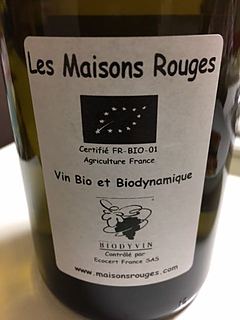 Les Maisons Rouges
Certifié FR-BIO-01
Agriculture France
Vin Bio et Biodynamique
BIODYVIN
Contrôlé par
Ecocert France SAS
www.maisonsrouges.com